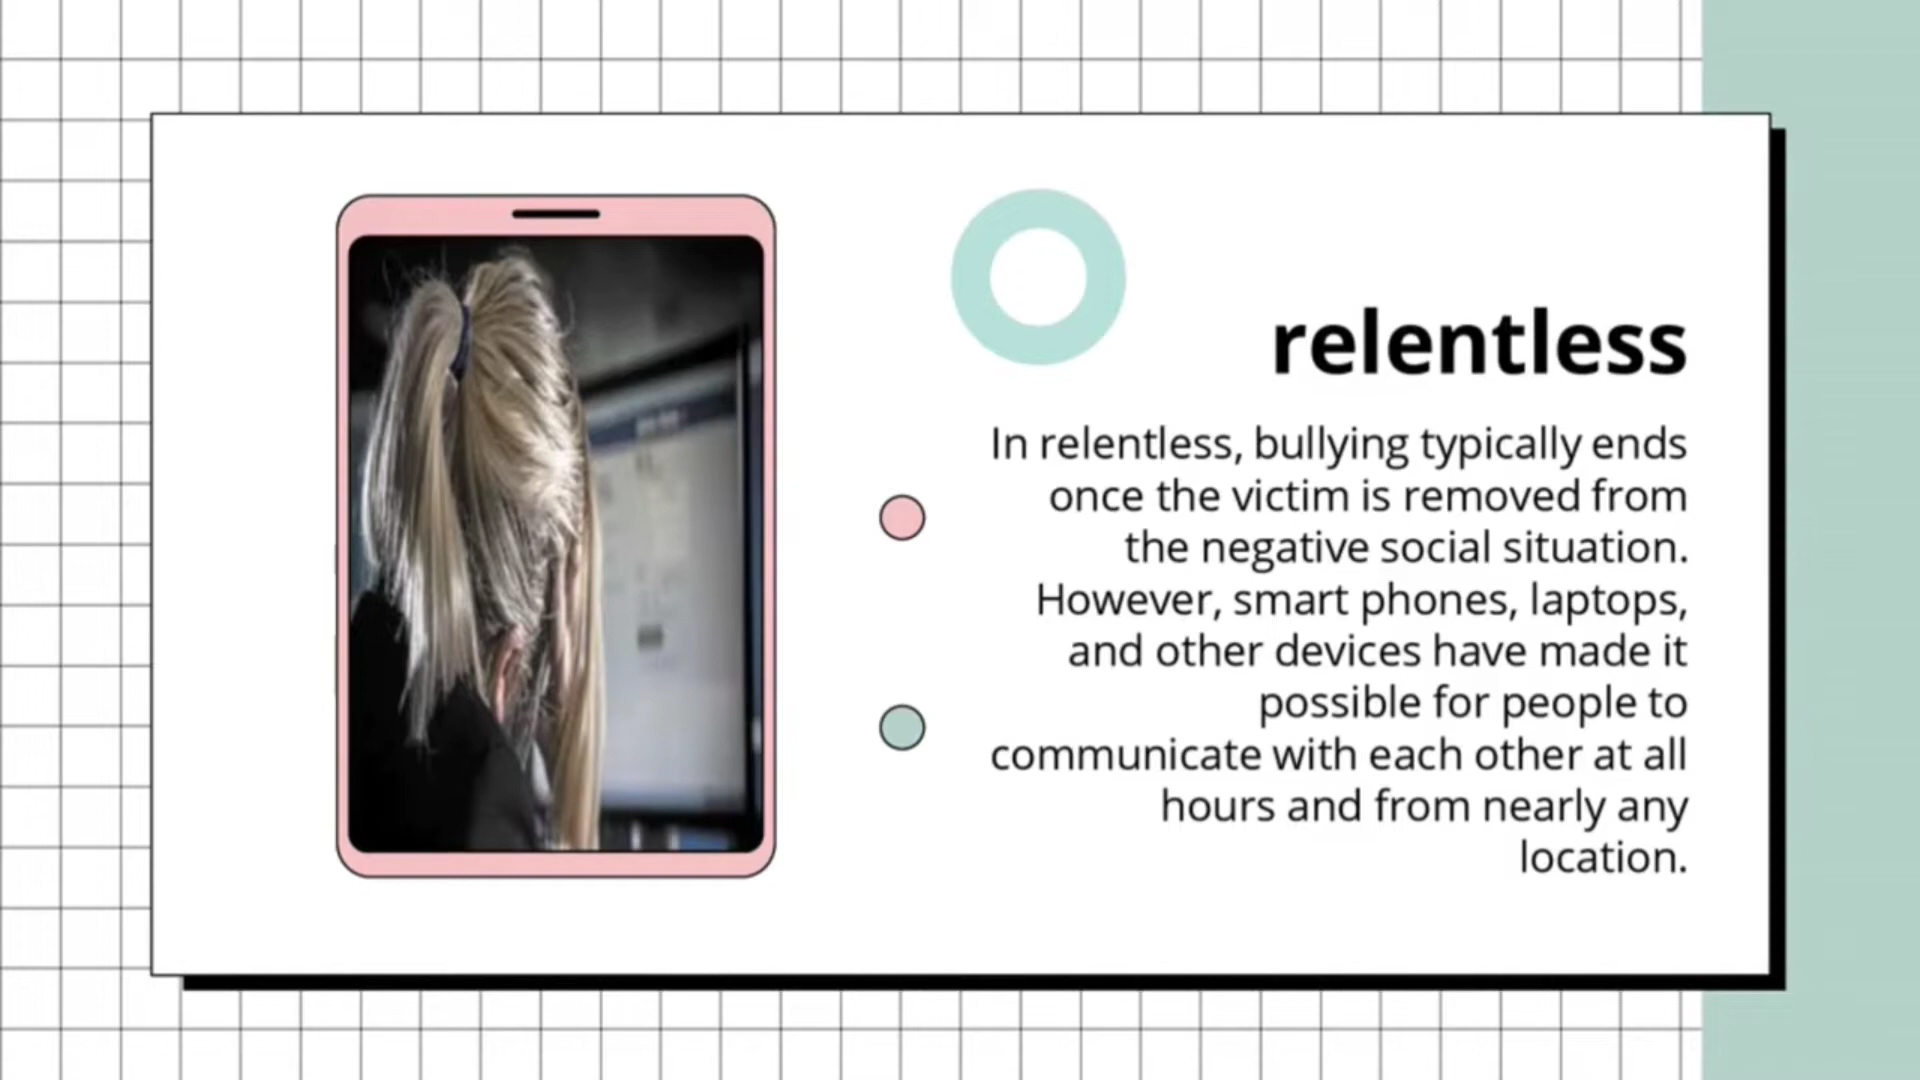 relentless
In relentless, bullying typically ends
once the victim is removed from
the negative social situation.
However, smart phones, laptops,
and other devices have made it
possible for people to
communicate with each other at all
hours and from nearly any
location.